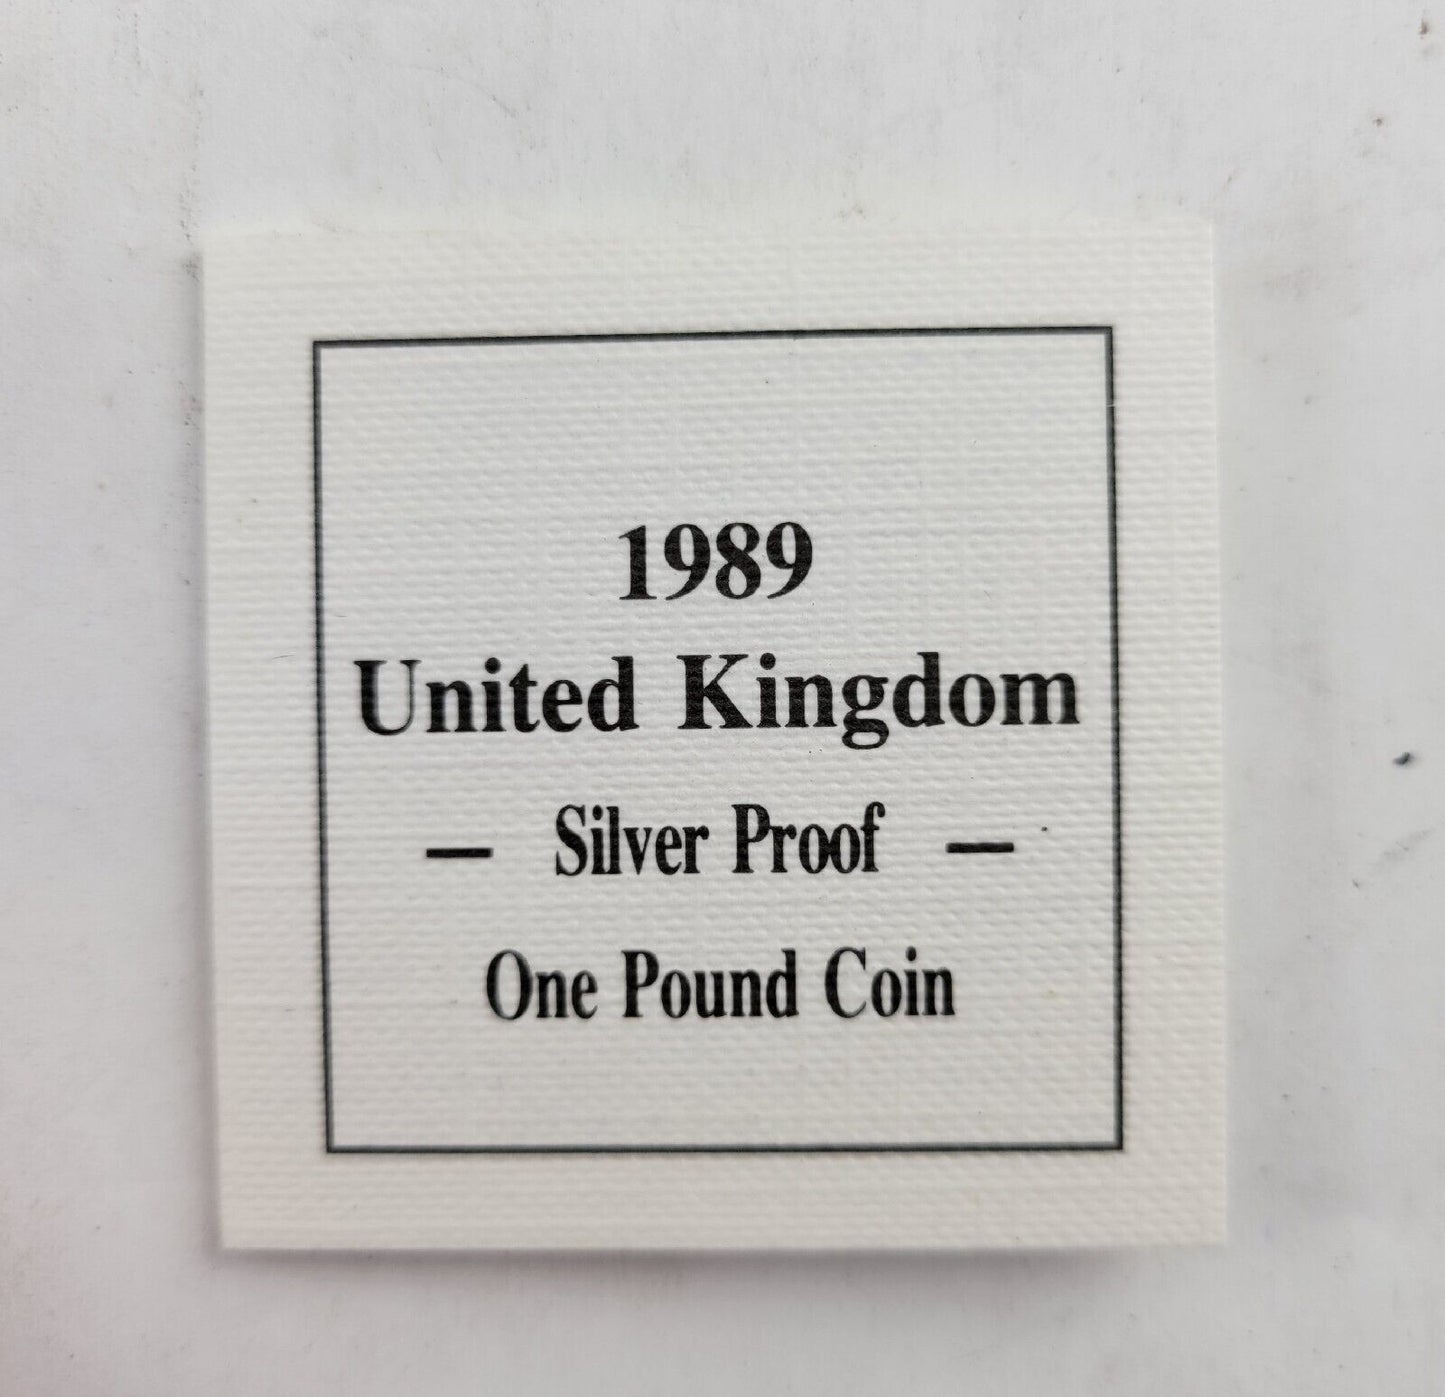 1989
United Kingdom
— Silver Proof —
One Pound Coin